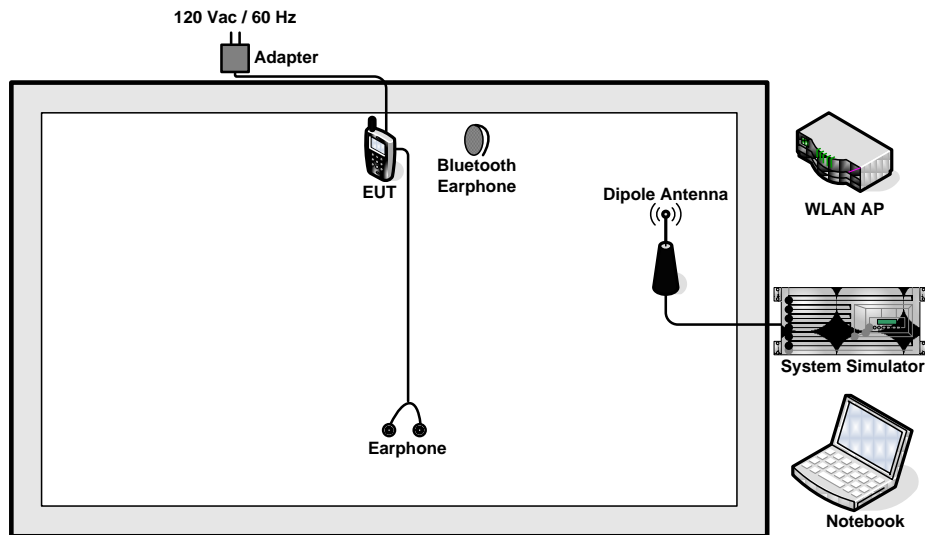 120 Vac / 60 Hz
Adapter
EUT
Bluetooth
Earphone
Dipole Antenna
WLAN AP
System Simulator
Earphone
Notebook